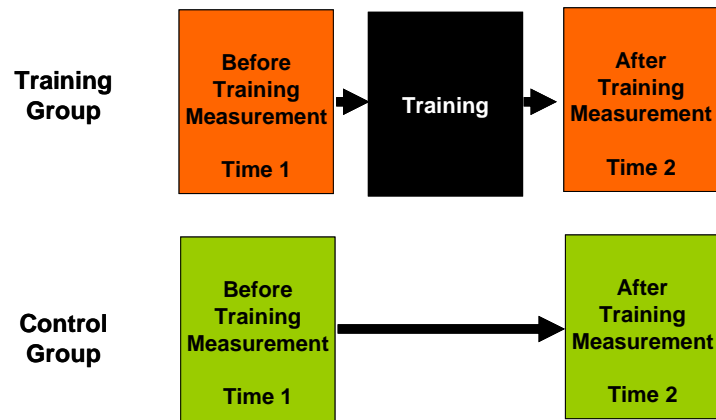 Training
Group
Before
Training
Measurement
Time 1
Training
After
Training
Measurement
Time 2
Control
Group
Before
Training
Measurement
Time 1
After
Training
Measurement
Time 2